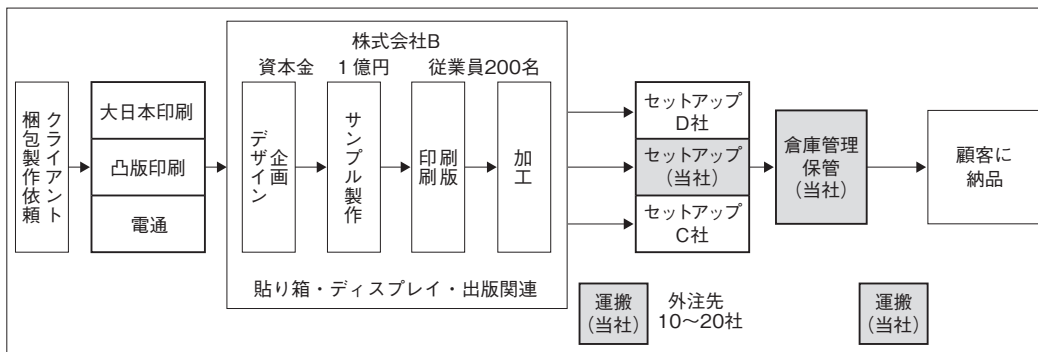 株式会社B
資本金 1億円 従業員200名
クライアント
梱包製作依頼
大日本印刷
凸版印刷
電通
企画
デザイン
サンプル製作
刷版
印刷
加工
貼り箱・ディスプレイ・出版関連
セットアップ
D社
セットアップ
(当社)
セットアップ
C社
倉庫管理
保管
(当社)
顧客に
納品
運搬
(当社)
外注先
10〜20社
運搬
(当社)